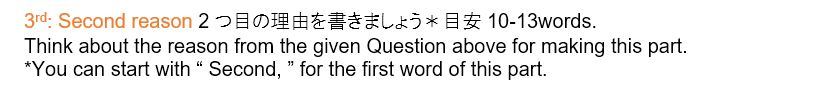 3rd: Second reason 2つ目の理由を書きましょう＊目安 10-13words.
Think about the reason from the given Question above for making this part.
*You can start with “ Second, ” for the first word of this part.